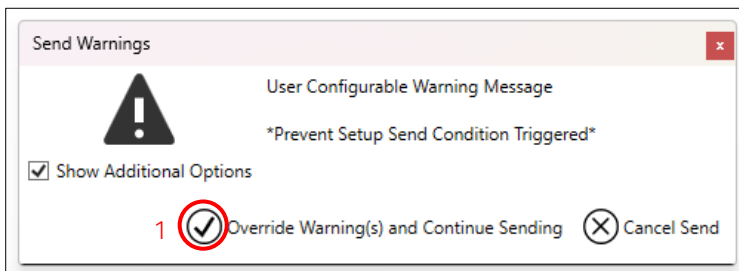 Send Warnings
x
User Configurable Warning Message
*Prevent Setup Send Condition Triggered*
Show Additional Options
1 Override Warning(s) and Continue Sending Cancel Send